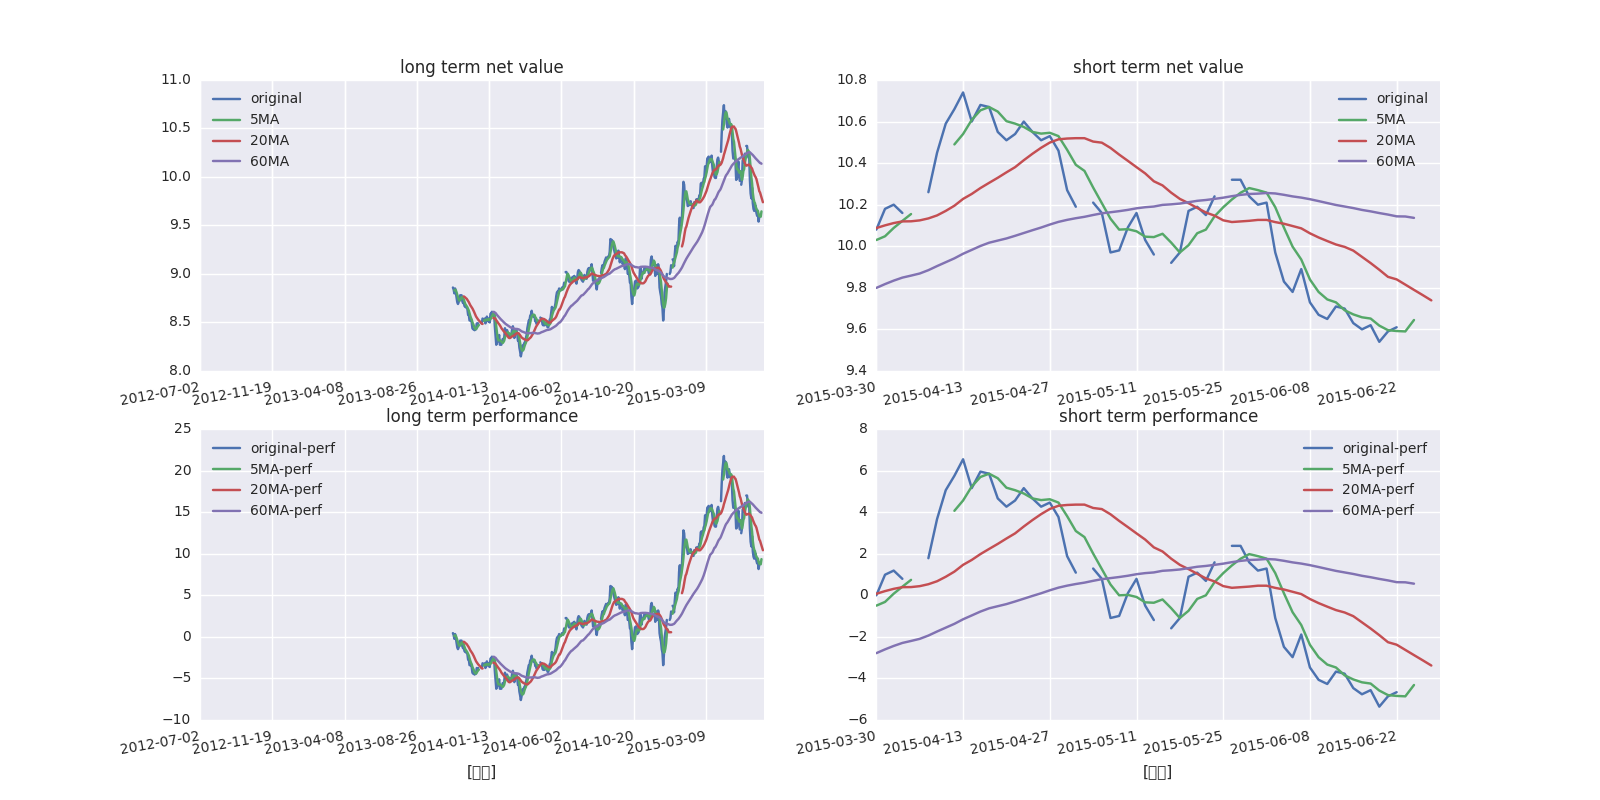 long term net value
11.0
10.5
10.0
9.5
9.0
8.5
8.0
original
5MA
20MA
60MA
2012-07-02 2012-11-19 2013-04-08 2013-08-26 2014-01-13 2014-06-02 2014-10-20 2015-03-09
short term net value
10.8
10.6
10.4
10.2
10.0
9.8
9.6
9.4
original
5MA
20MA
60MA
2015-03-30 2015-04-13 2015-04-27 2015-05-11 2015-05-25 2015-06-08 2015-06-22
long term performance
25
20
15
10
5
0
−5
−10
original-perf
5MA-perf
20MA-perf
60MA-perf
2012-07-02 2012-11-19 2013-04-08 2013-08-26 2014-01-13 2014-06-02 2014-10-20 2015-03-09
short term performance
8
6
4
2
0
−2
−4
−6
original-perf
5MA-perf
20MA-perf
60MA-perf
2015-03-30 2015-04-13 2015-04-27 2015-05-11 2015-05-25 2015-06-08 2015-06-22